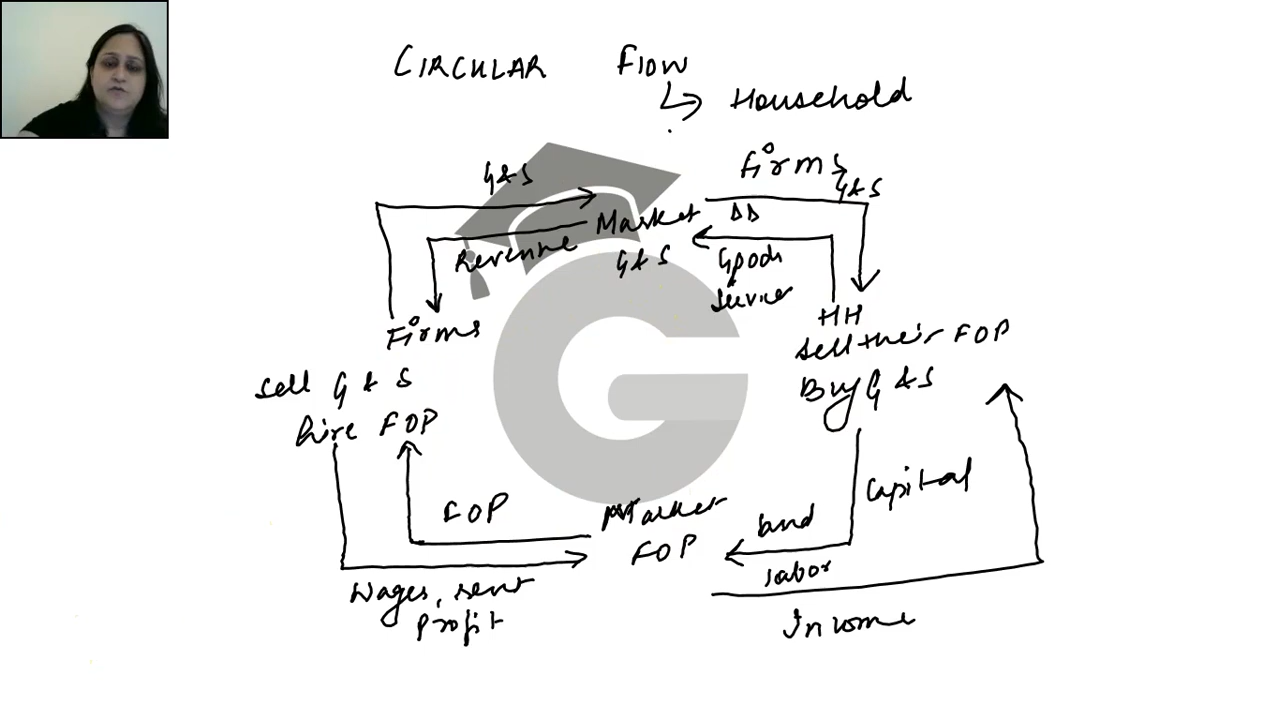 CIRCULAR Flow
↳ Household
Firms
G&S
G&S
Market
G&S
Revenue
DD
Goods
&
Service
Firms
Sell G & S
hire FOP
HH
Sell their FOP
Buy G &S
Capital
FOP
Market
FOP
land
labor
Wages, rent
profit
Income